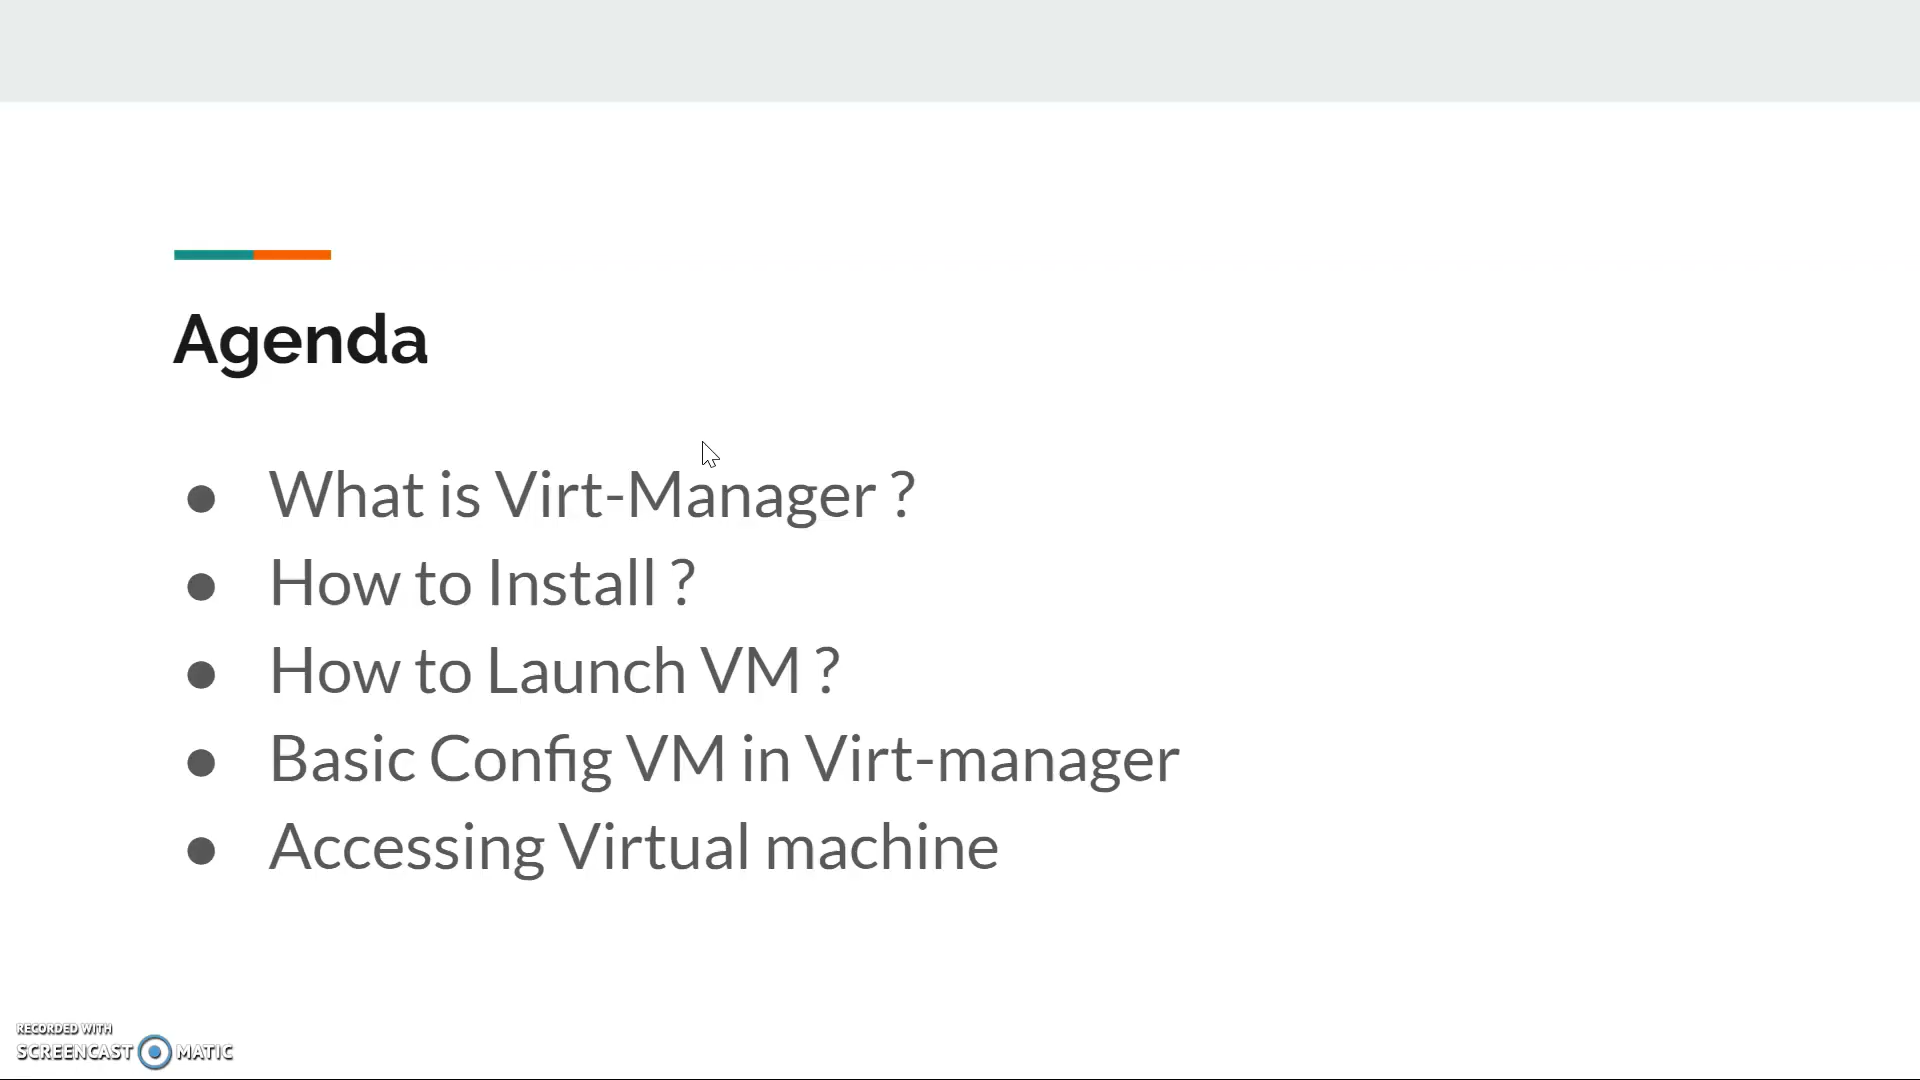 Agenda
● What is Virt-Manager ?
● How to Install ?
● How to Launch VM ?
● Basic Config VM in Virt-manager
● Accessing Virtual machine
RECORDED WITH
SCREENCAST MATIC